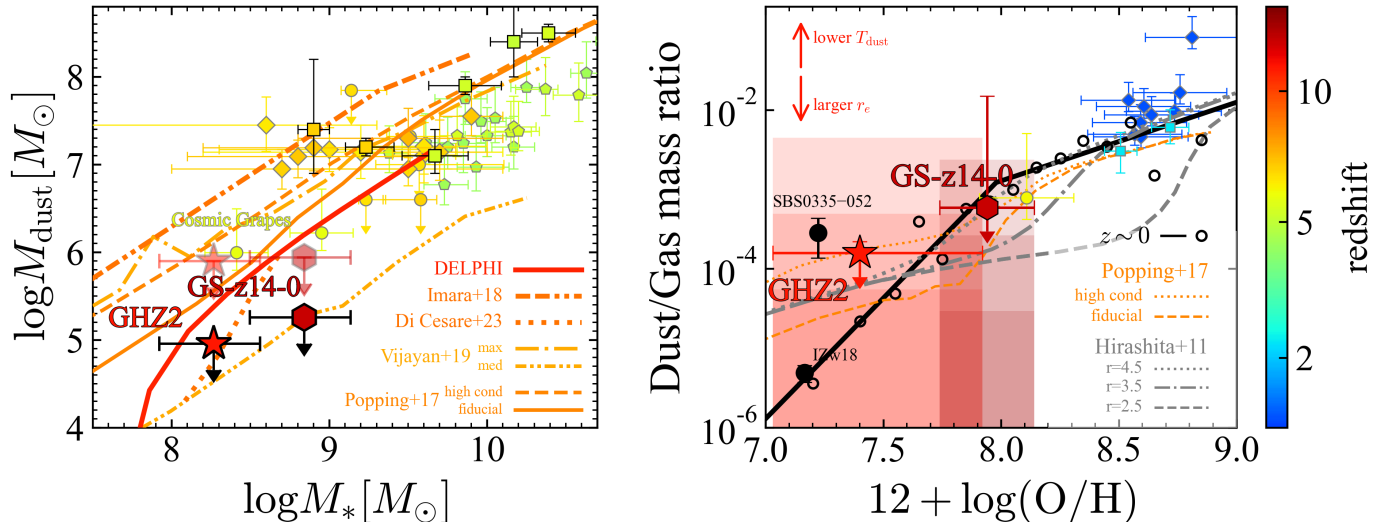 logM_dust[M_⊙]
8
7
6
5
4
Cosmic Grapes
GS-z14-0
GHZ2
DELPHI
Imara+18
Di Cesare+23
Vijayan+19 max
med
Popping+17 high cond
fiducial
8
9
10
logM_*[M_⊙]
Dust/Gas mass ratio
10^-2
10^-4
10^-6
lower T_dust
larger r_e
GS-z14-0
SBS0335−052
GHZ2
IZw18
z~0
Popping+17
high cond
fiducial
Hirashita+11
r=4.5
r=3.5
r=2.5
7.0
7.5
8.0
8.5
9.0
12 + log(O/H)
10
5
2
redshift